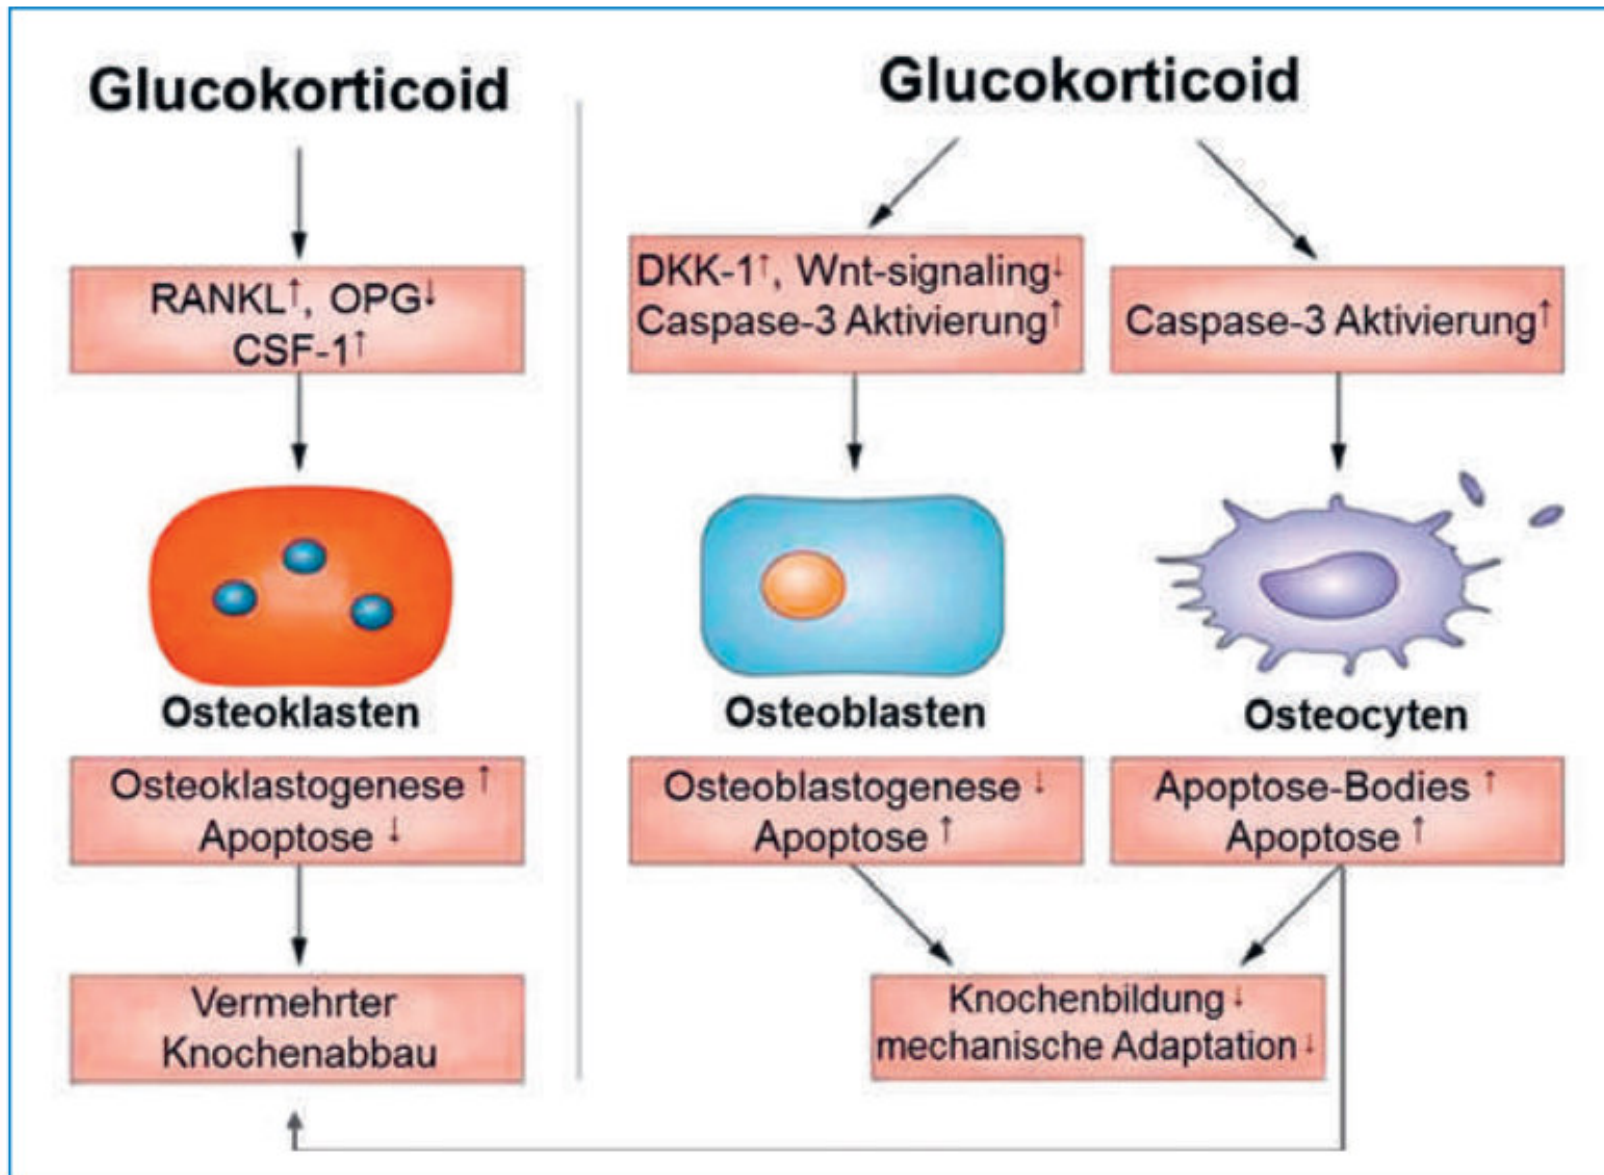 Glucokorticoid
RANKL↑, OPG↓
CSF-1↑
Osteoklasten
Osteoklastogenese ↑
Apoptose ↓
Vermehrter
Knochenabbau
Glucokorticoid
DKK-1↑, Wnt-signaling↓
Caspase-3 Aktivierung↑
Caspase-3 Aktivierung↑
Osteoblasten
Osteocyten
Osteoblastogenese ↓
Apoptose ↑
Apoptose-Bodies ↑
Apoptose ↑
Knochenbildung↓
mechanische Adaptation↓